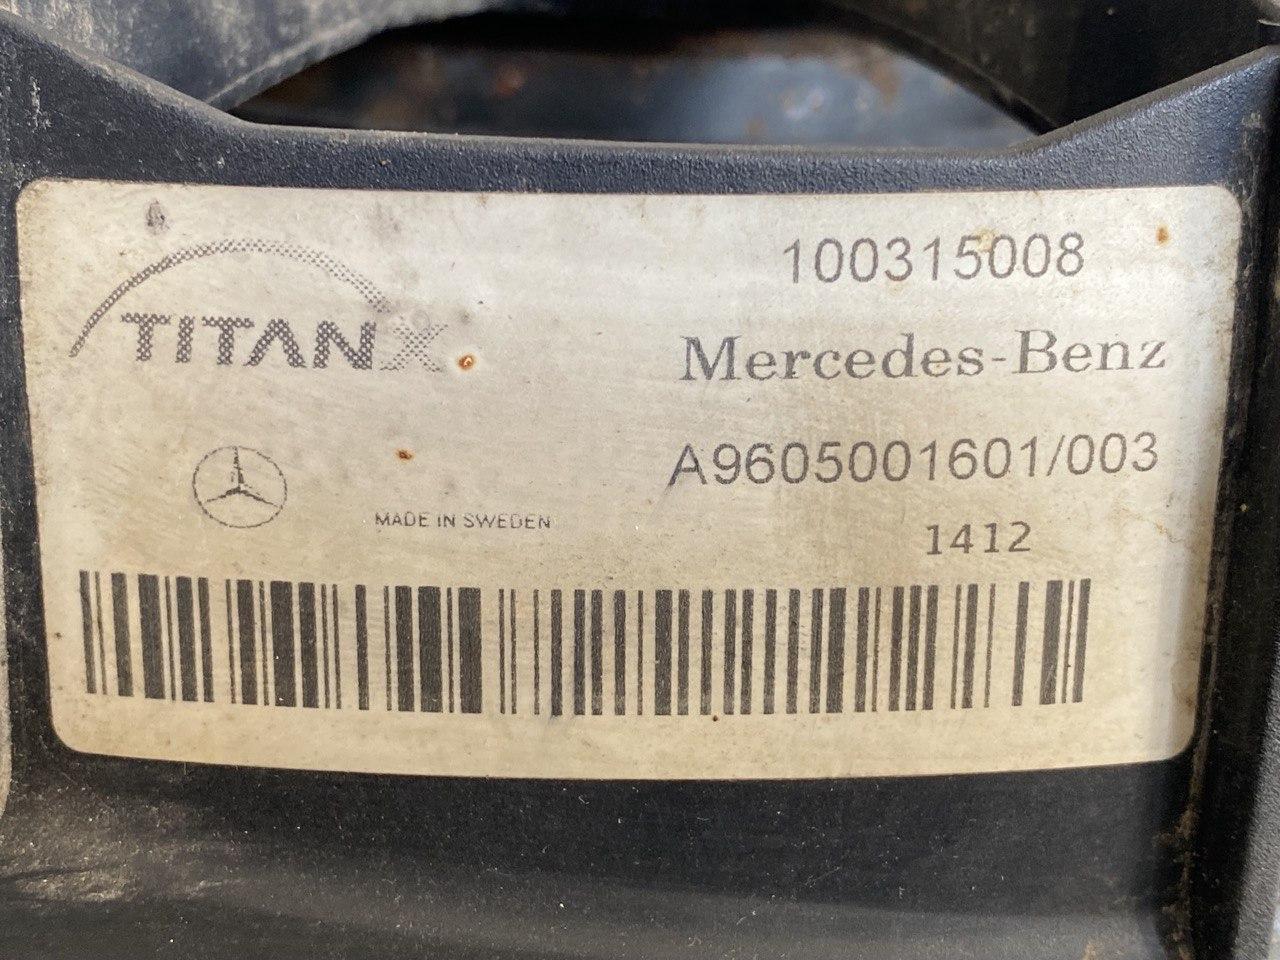 TITANX
100315008
Mercedes-Benz
A9605001601/003
MADE IN SWEDEN
1412